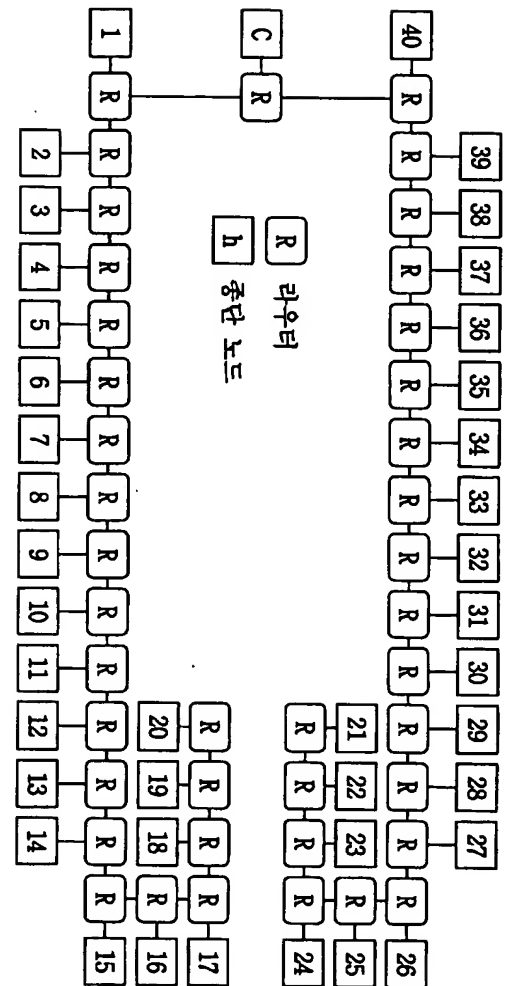 39 38 37 36 35 34 33 32 31 30 29 28 27
40 R R R R R R R R R R R R R R R 26
21 22 23 R 25
R R R R 24
R 라우터
C R
h 종단 노드
R R R R 17
20 19 18 R 16
1 R R R R R R R R R R R R R R R 15
2 3 4 5 6 7 8 9 10 11 12 13 14